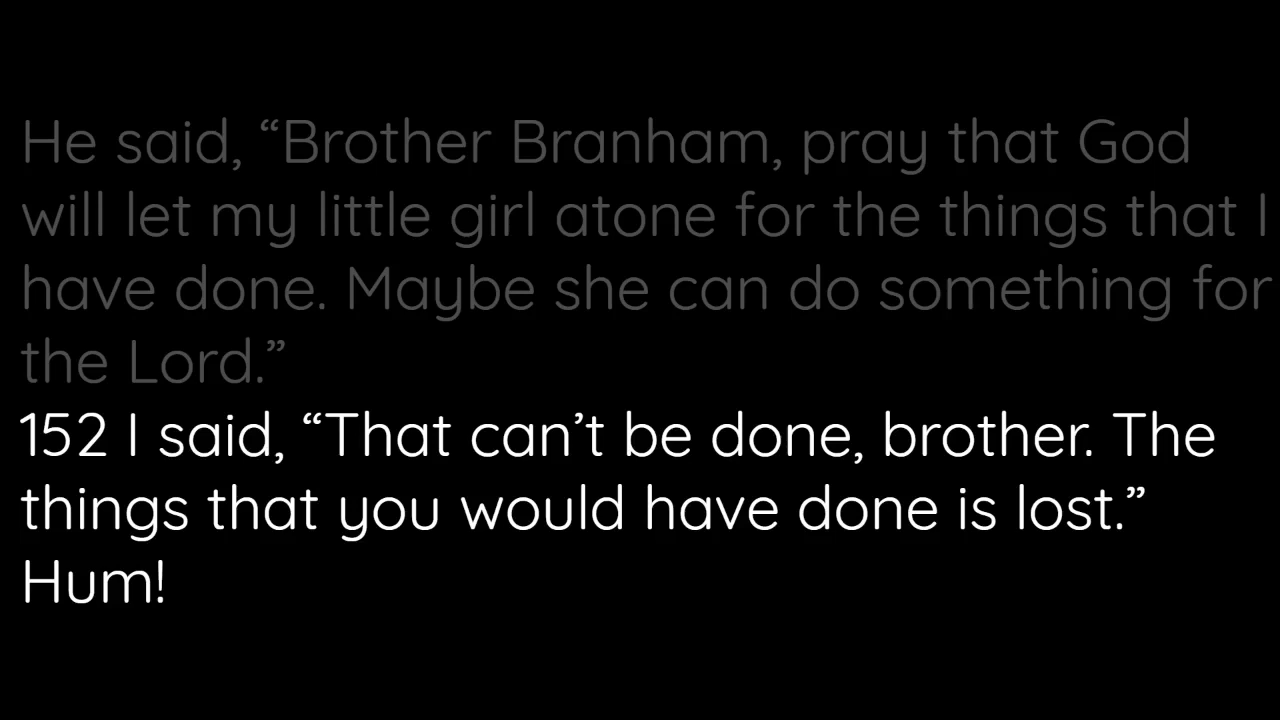 He said, “Brother Branham, pray that God
will let my little girl atone for the things that I
have done. Maybe she can do something for
the Lord.”
152 I said, “That can’t be done, brother. The
things that you would have done is lost.”
Hum!